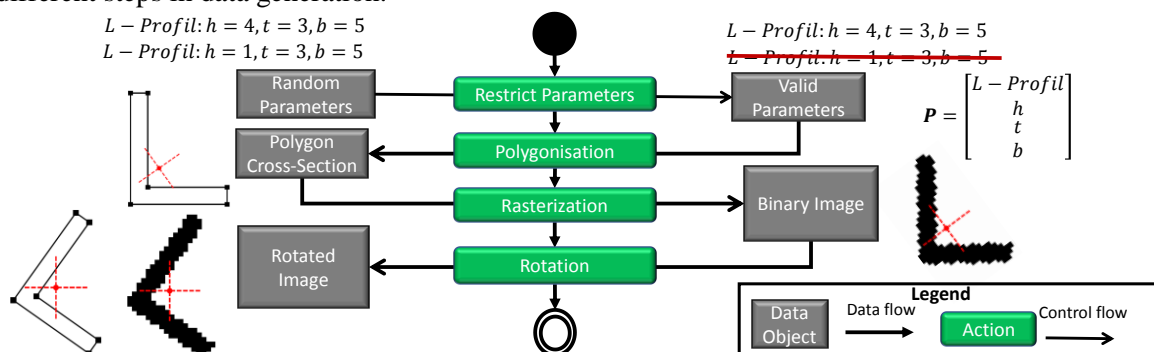 different steps in data generation.
L − Profil: h = 4, t = 3, b = 5
L − Profil: h = 1, t = 3, b = 5
L − Profil: h = 4, t = 3, b = 5
L − Profil: h = 1, t = 3, b = 5
Random
Parameters
Restrict Parameters
Valid
Parameters
P =
L − Profil
h
t
b
Polygon
Cross-Section
Polygonisation
Rasterization
Binary Image
Rotated
Image
Rotation
Legend
Data
Object
Data flow
Action
Control flow